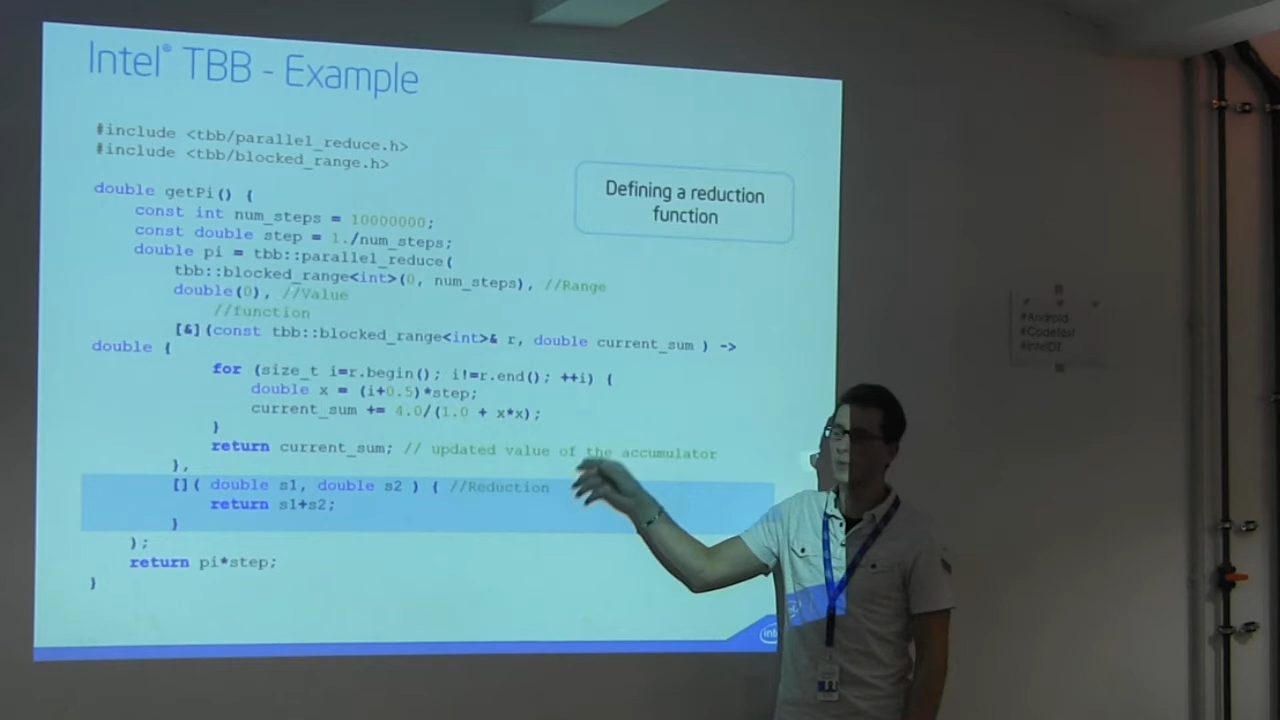 Intel® TBB - Example
#include <tbb/parallel_reduce.h>
#include <tbb/blocked_range.h>
Defining a reduction
function
double getPi() {
const int num_steps = 10000000;
const double step = 1./num_steps;
double pi = tbb::parallel_reduce(
tbb::blocked_range<int>(0, num_steps), //Range
double(0), //Value
//function
[&](const tbb::blocked_range<int>& r, double current_sum ) ->
double {
for (size_t i=r.begin(); i!=r.end(); ++i) {
double x = (i+0.5)*step;
current_sum += 4.0/(1.0 + x*x);
}
return current_sum; // updated value of the accumulator
},
[]( double s1, double s2 ) { //Reduction
return s1+s2;
}
);
return pi*step;
}
#Android
#Codefest